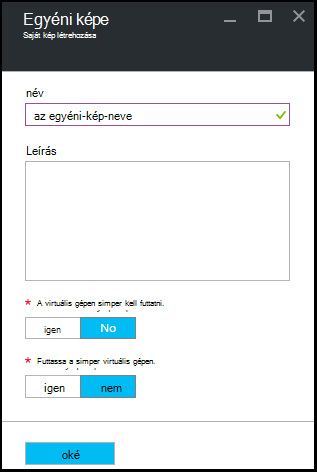 Egyéni képe
Saját kép létrehozása
név
az egyéni-kép-neve
Leírás
* A virtuális gépen simper kell futtatni.
igen No
* Futtassa a simper virtuális gépen.
igen nem
oké